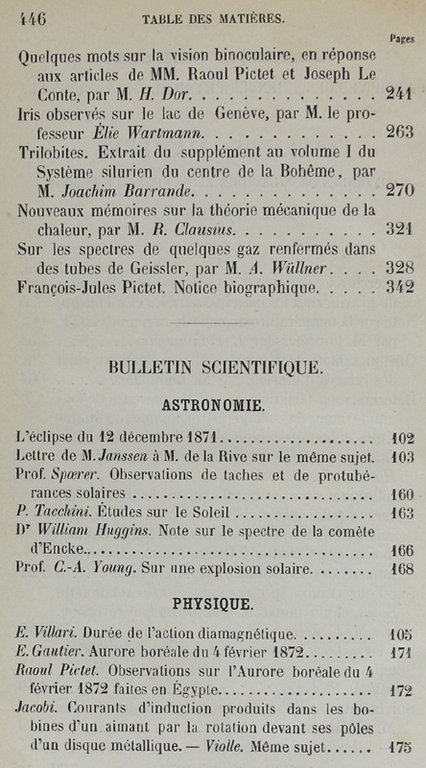 446 TABLE DES MATIÈRES.
Pages
Quelques mots sur la vision binoculaire, en réponse
aux articles de MM. Raoul Pictet et Joseph Le
Conte, par M. H. Dor. . . . . . . . . . . . . 241
Iris observés sur le lac de Genève, par M. le pro-
fesseur Élie Wartmann. . . . . . . . . . . . 263
Trilobites. Extrait du supplément au volume I du
Système silurien du centre de la Bohême, par
M. Joachim Barrande. . . . . . . . . . . . . 270
Nouveaux mémoires sur la théorie mécanique de la
chaleur, par M. R. Clausius. . . . . . . . . . 321
Sur les spectres de quelques gaz renfermés dans
des tubes de Geissler, par M. A. Wüllner. . . . 328
François-Jules Pictet. Notice biographique. . . . . 342
BULLETIN SCIENTIFIQUE.
ASTRONOMIE.
L'éclipse du 12 décembre 1871.................... 102
Lettre de M. Janssen à M. de la Rive sur le même sujet. 103
Prof. Spœrer. Observations de taches et de protubé-
rances solaires ................................ 160
P. Tacchini. Études sur le Soleil .................. 163
Dr William Huggins. Note sur le spectre de la comète
d'Encke........................................ 166
Prof. C.-A. Young. Sur une explosion solaire. ....... 168
PHYSIQUE.
E. Villari. Durée de l'action diamagnétique. ......... 105
E. Gautier. Aurore boréale du 4 février 1872......... 171
Raoul Pictet. Observations sur l'Aurore boréale du 4
février 1872 faites en Égypte...................... 172
Jacobi. Courants d'induction produits dans les bo-
bines d'un aimant par la rotation devant ses pôles
d'un disque métallique. — Violle. Même sujet...... 175